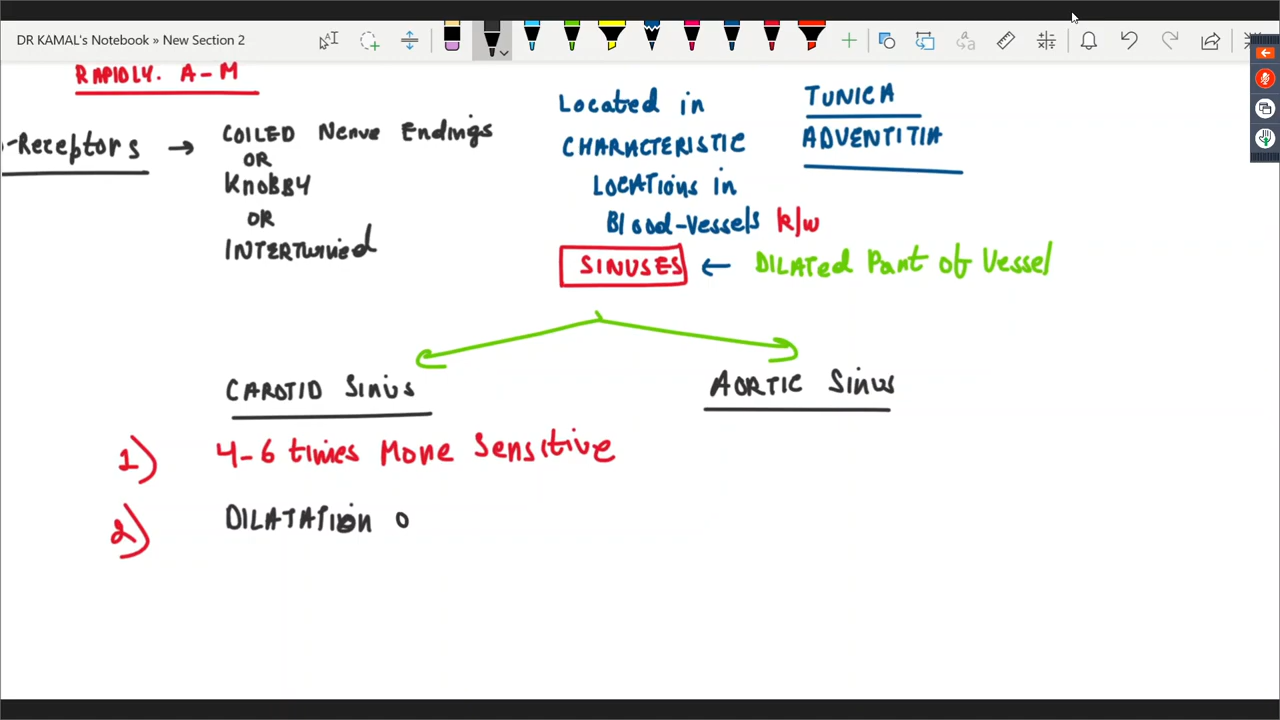 DR KAMAL's Notebook » New Section 2
RAPIDLY. A-M
-Receptors → COILED Nerve Endings
OR
KNOBBY
OR
INTERTwined
Located in
CHARACTERISTIC
LOCATIONS in
Blood-Vessels k/w
TUNICA
ADVENTITIA
SINUSES ← DILATED Part of Vessel
CAROTID Sinus
AORTIC Sinus
1) 4-6 times More Sensitive
2) DILATATION o